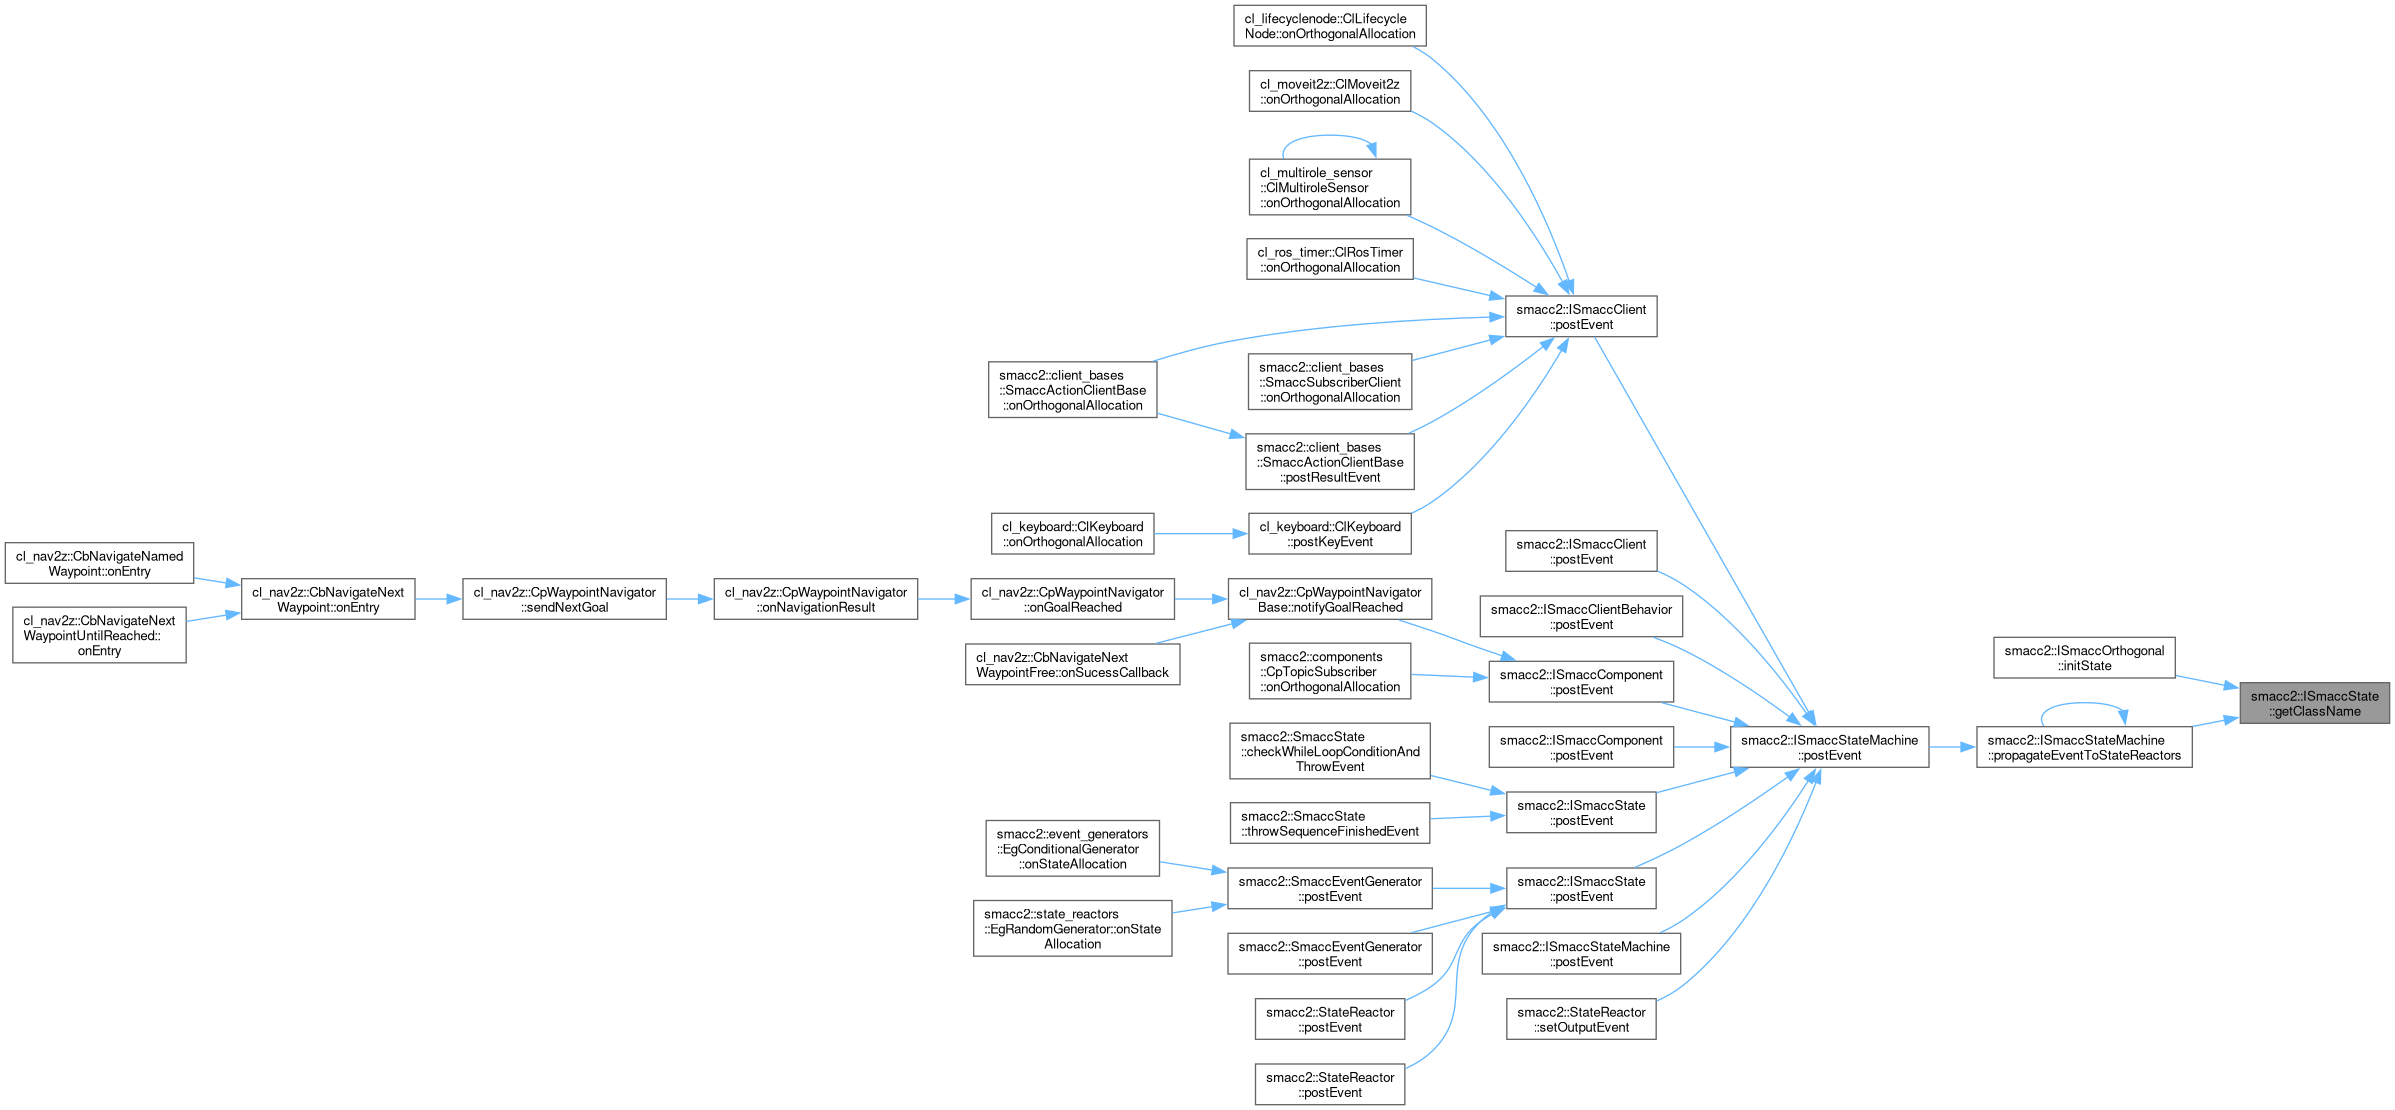 cl_lifecyclenode::ClLifecycle
Node::onOrthogonalAllocation
cl_moveit2z::ClMoveit2z
::onOrthogonalAllocation
cl_multirole_sensor
::ClMultiroleSensor
::onOrthogonalAllocation
cl_ros_timer::ClRosTimer
::onOrthogonalAllocation
smacc2::ISmaccClient
::postEvent
smacc2::client_bases
::SmaccActionClientBase
::onOrthogonalAllocation
smacc2::client_bases
::SmaccSubscriberClient
::onOrthogonalAllocation
smacc2::client_bases
::SmaccActionClientBase
::postResultEvent
cl_keyboard::ClKeyboard
::onOrthogonalAllocation
cl_keyboard::ClKeyboard
::postKeyEvent
smacc2::ISmaccClient
::postEvent
cl_nav2z::CbNavigateNamed
Waypoint::onEntry
cl_nav2z::CbNavigateNext
WaypointUntilReached::
onEntry
cl_nav2z::CbNavigateNext
Waypoint::onEntry
cl_nav2z::CpWaypointNavigator
::sendNextGoal
cl_nav2z::CpWaypointNavigator
::onNavigationResult
cl_nav2z::CpWaypointNavigator
::onGoalReached
cl_nav2z::CpWaypointNavigator
Base::notifyGoalReached
smacc2::ISmaccClientBehavior
::postEvent
cl_nav2z::CbNavigateNext
WaypointFree::onSucessCallback
smacc2::components
::CpTopicSubscriber
::onOrthogonalAllocation
smacc2::ISmaccComponent
::postEvent
smacc2::ISmaccOrthogonal
::initState
smacc2::ISmaccState
::getClassName
smacc2::SmaccState
::checkWhileLoopConditionAnd
ThrowEvent
smacc2::ISmaccComponent
::postEvent
smacc2::ISmaccStateMachine
::postEvent
smacc2::ISmaccStateMachine
::propagateEventToStateReactors
smacc2::SmaccState
::throwSequenceFinishedEvent
smacc2::ISmaccState
::postEvent
smacc2::event_generators
::EgConditionalGenerator
::onStateAllocation
smacc2::SmaccEventGenerator
::postEvent
smacc2::ISmaccState
::postEvent
smacc2::state_reactors
::EgRandomGenerator::onState
Allocation
smacc2::SmaccEventGenerator
::postEvent
smacc2::ISmaccStateMachine
::postEvent
smacc2::StateReactor
::postEvent
smacc2::StateReactor
::setOutputEvent
smacc2::StateReactor
::postEvent